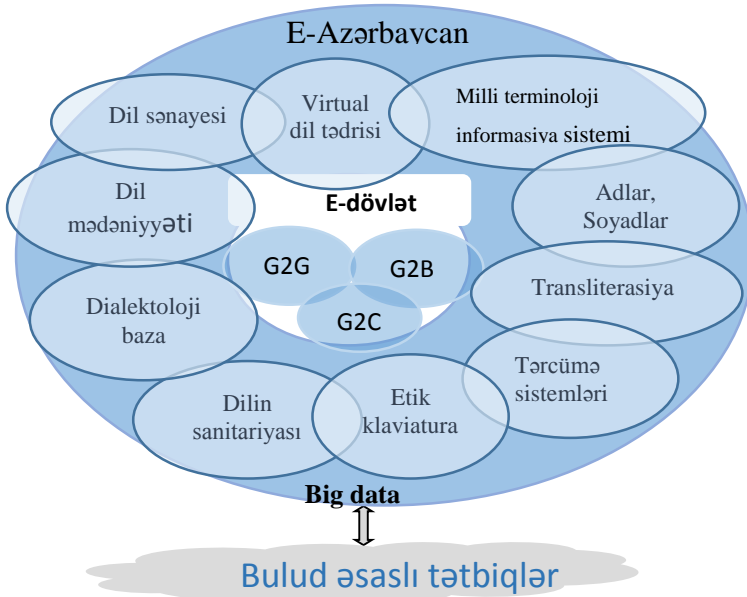 E-Azərbaycan
Dil sənayesi
Virtual
dil tədrisi
Milli terminoloji
informasiya sistemi
Dil
mədəniyyəti
Adlar,
Soyadlar
E-dövlət
G2G
G2B
G2C
Dialektoloji
baza
Transliterasiya
Tərcümə
sistemləri
Dilin
sanitariyası
Etik
klaviatura
Big data
Bulud əsaslı tətbiqlər